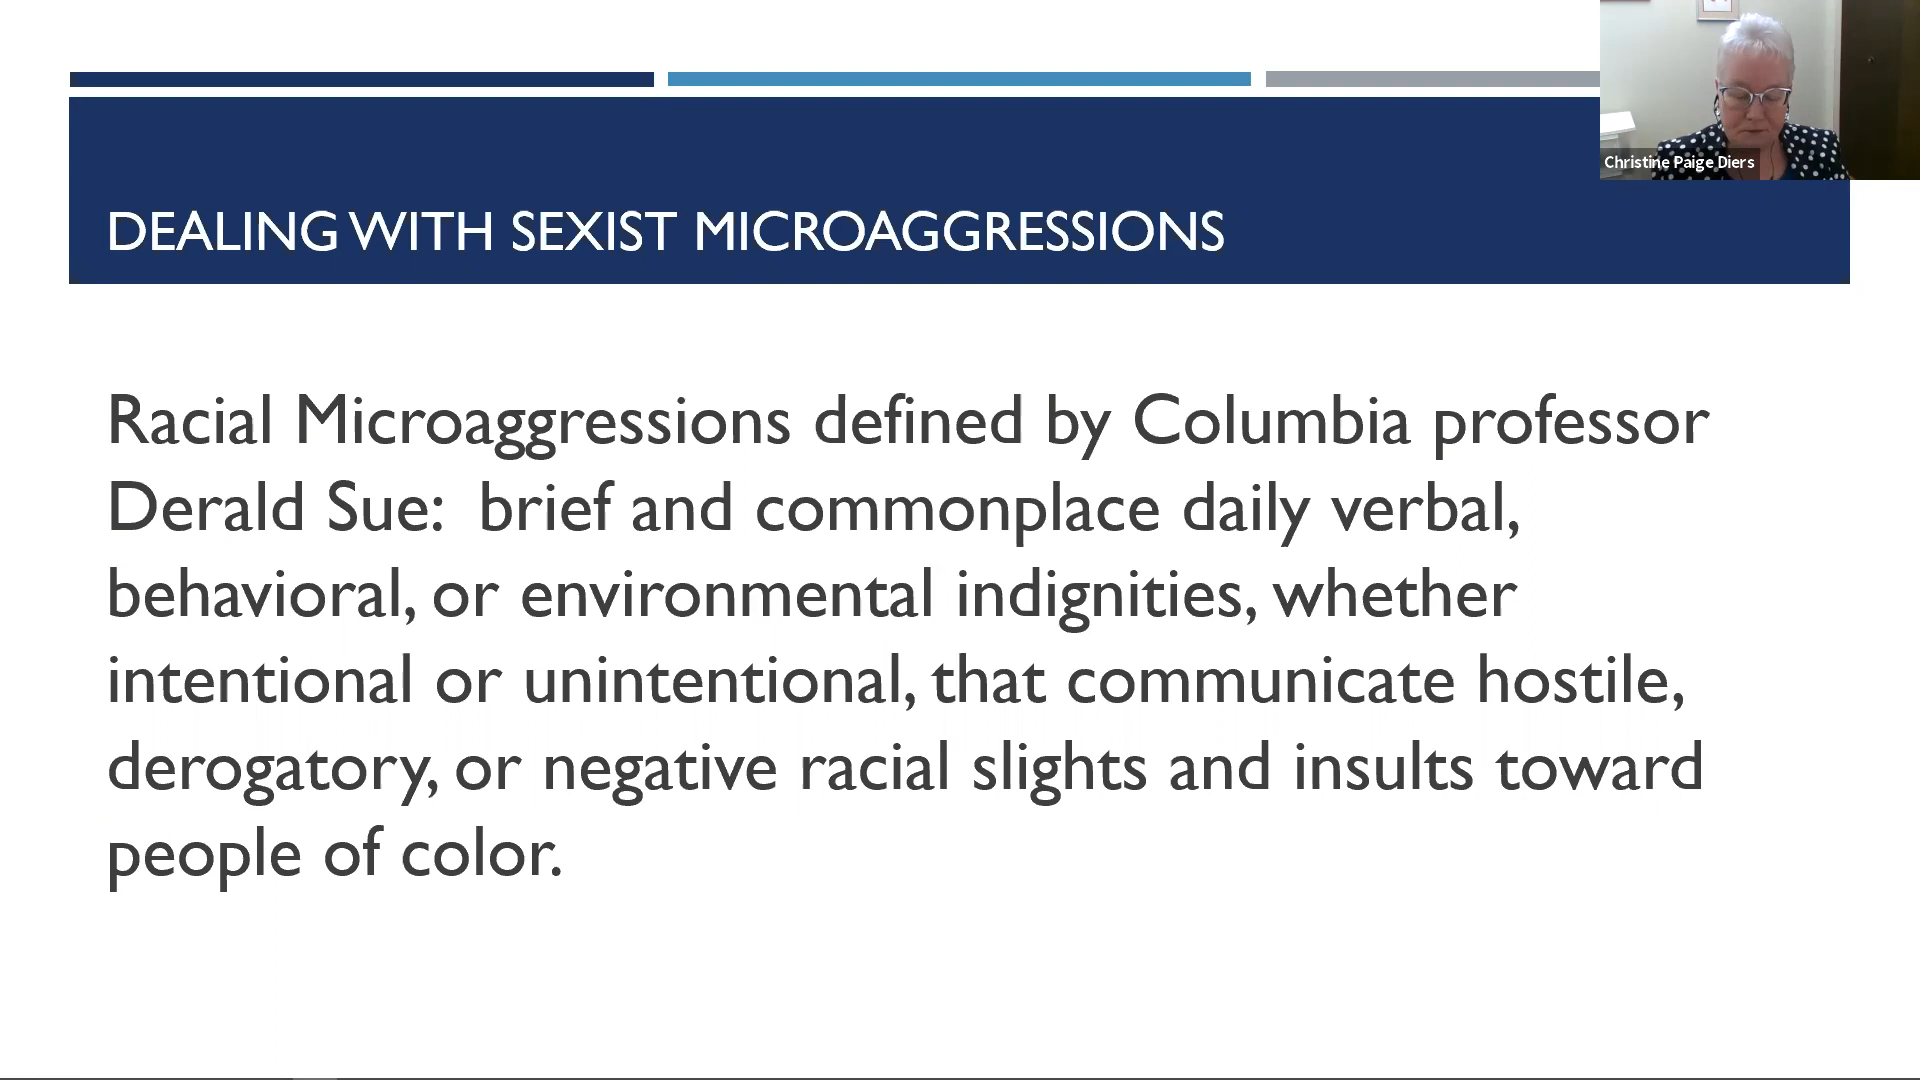 Christine Paige Diers
DEALING WITH SEXIST MICROAGGRESSIONS
Racial Microaggressions defined by Columbia professor
Derald Sue:  brief and commonplace daily verbal,
behavioral, or environmental indignities, whether
intentional or unintentional, that communicate hostile,
derogatory, or negative racial slights and insults toward
people of color.